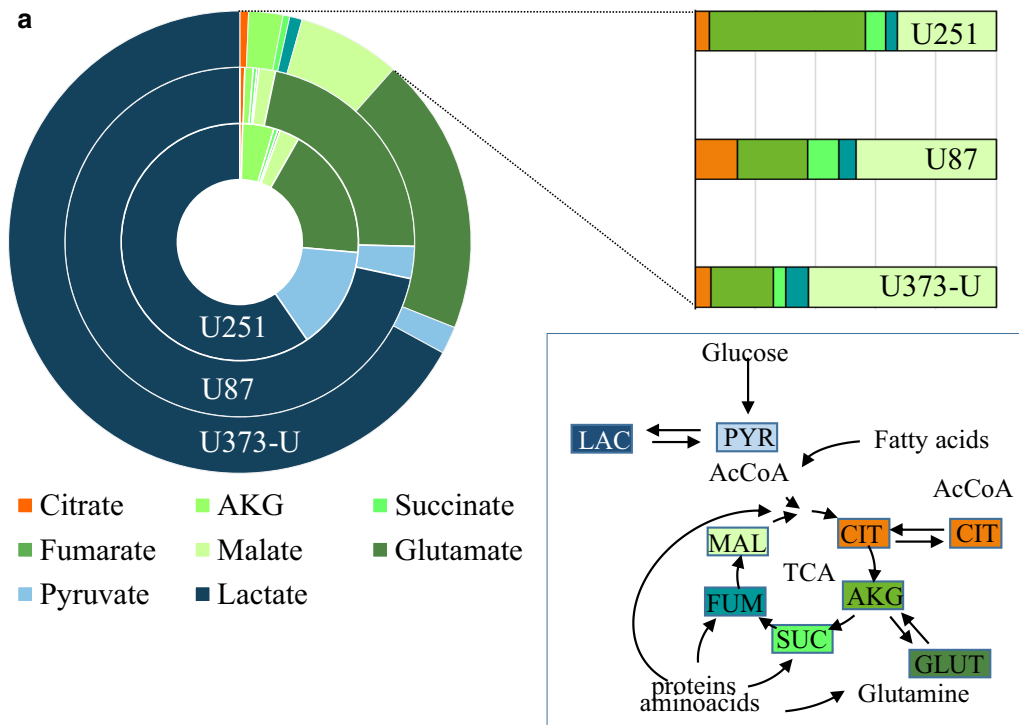 a
U251
U87
U373-U
U251
U87
U373-U
Citrate
AKG
Succinate
Fumarate
Malate
Glutamate
Pyruvate
Lactate
Glucose
LAC
PYR
Fatty acids
AcCoA
AcCoA
CIT
CIT
MAL
TCA
FUM
AKG
SUC
GLUT
proteins
aminoacids
Glutamine